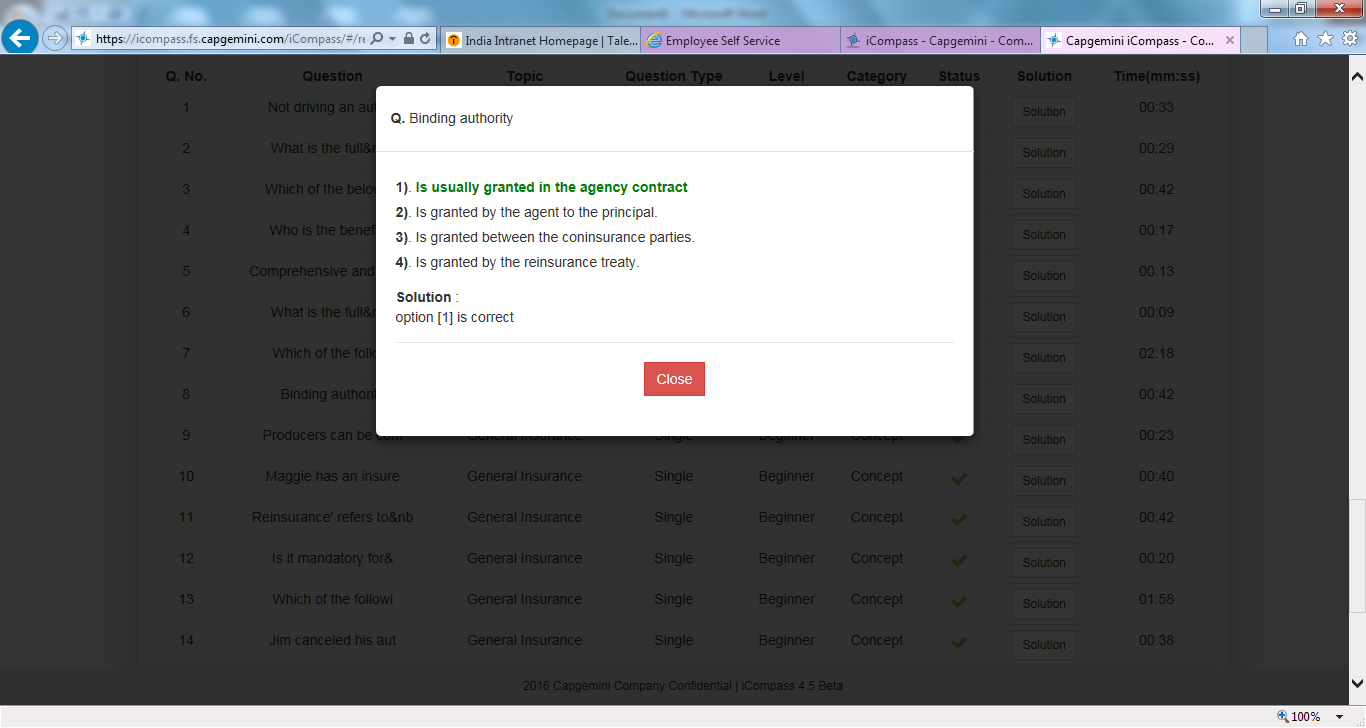 https://icompass.fs.capgemini.com/iCompass/#/re
India Intranet Homepage | Tale...
Employee Self Service
iCompass - Capgemini - Com...
Capgemini iCompass - Co...
Q. No. Question Topic Question Type Level Category Status Solution Time(mm:ss)
1 Not driving an au Solution 00:33
2 What is the full&n Solution 00:29
3 Which of the belo Solution 00:42
4 Who is the benef Solution 00:17
5 Comprehensive and Solution 00:13
6 What is the full&n Solution 00:09
7 Which of the follo Solution 02:18
8 Binding authorit Solution 00:42
9 Producers can be com General Insurance Single Beginner Concept Solution 00:23
10 Maggie has an insure General Insurance Single Beginner Concept Solution 00:40
11 Reinsurance' refers to&nb General Insurance Single Beginner Concept Solution 00:42
12 Is it mandatory for& General Insurance Single Beginner Concept Solution 00:20
13 Which of the followi General Insurance Single Beginner Concept Solution 01:58
14 Jim canceled his aut General Insurance Single Beginner Concept Solution 00:38
Q. Binding authority
1). Is usually granted in the agency contract
2). Is granted by the agent to the principal.
3). Is granted between the coninsurance parties.
4). Is granted by the reinsurance treaty.
Solution :
option [1] is correct
Close
2016 Capgemini Company Confidential | iCompass 4.5 Beta
100%